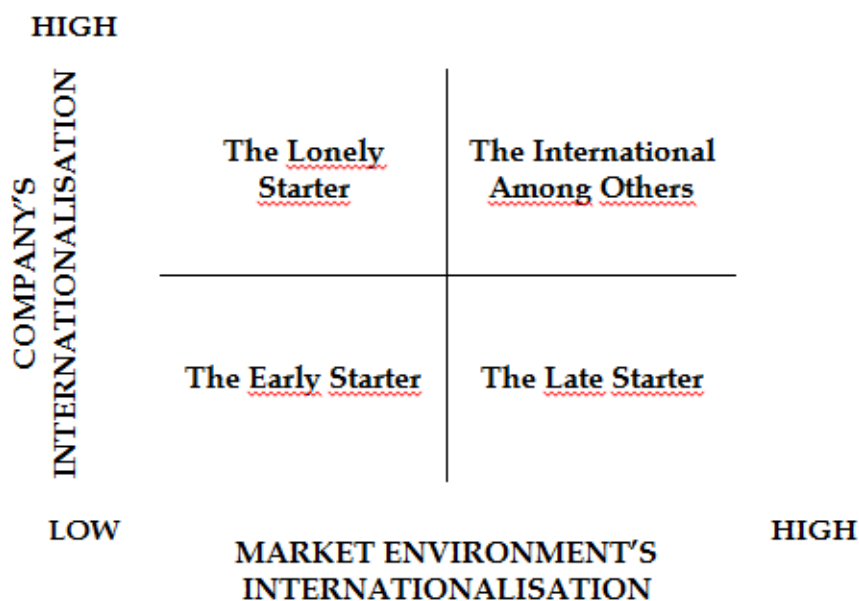 HIGH
COMPANY'S
INTERNATIONALISATION
The Lonely
Starter
The International
Among Others
The Early Starter
The Late Starter
LOW
HIGH
MARKET ENVIRONMENT'S
INTERNATIONALISATION